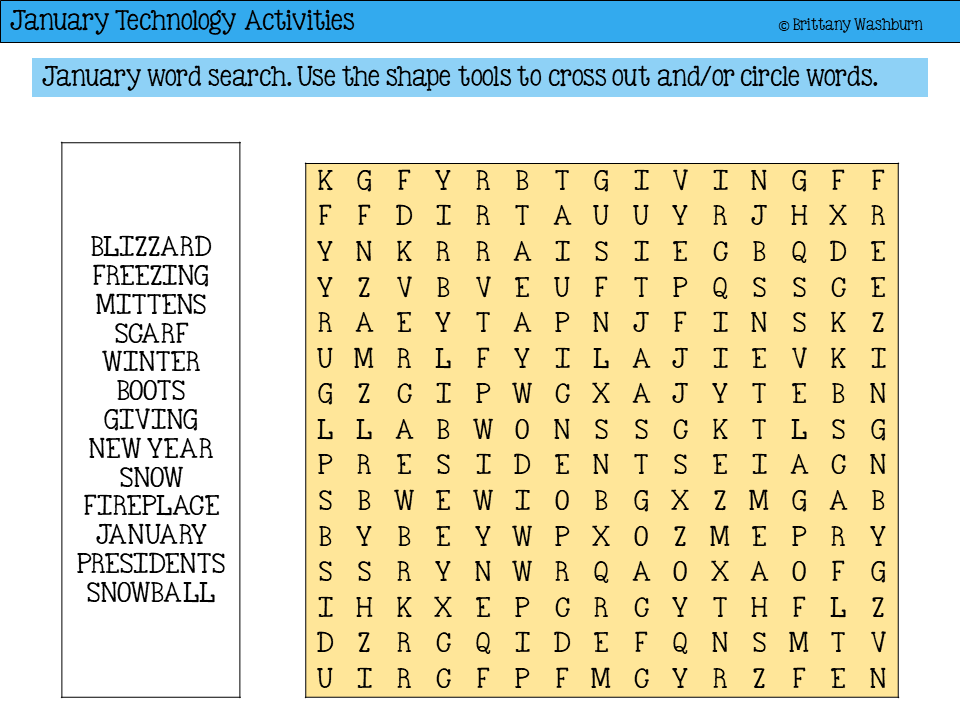 January Technology Activities
© Brittany Washburn
January word search. Use the shape tools to cross out and/or circle words.
BLIZZARD
FREEZING
MITTENS
SCARF
WINTER
BOOTS
GIVING
NEW YEAR
SNOW
FIREPLACE
JANUARY
PRESIDENTS
SNOWBALL
K G F Y R B T G I V I N G F F
F F D I R T A U U Y R J H X R
Y N K R R A I S I E C B Q D E
Y Z V B V E U F T P Q S S C E
R A E Y T A P N J F I N S K Z
U M R L F Y I L A J I E V K I
G Z C I P W C X A J Y T E B N
L L A B W O N S S C K T L S G
P R E S I D E N T S E I A C N
S B W E W I O B G X Z M G A B
B Y B E Y W P X O Z M E P R Y
S S R Y N W R Q A O X A O F G
I H K X E P C R C Y T H F L Z
D Z R C Q I D E F Q N S M T V
U I R C F P F M C Y R Z F E N